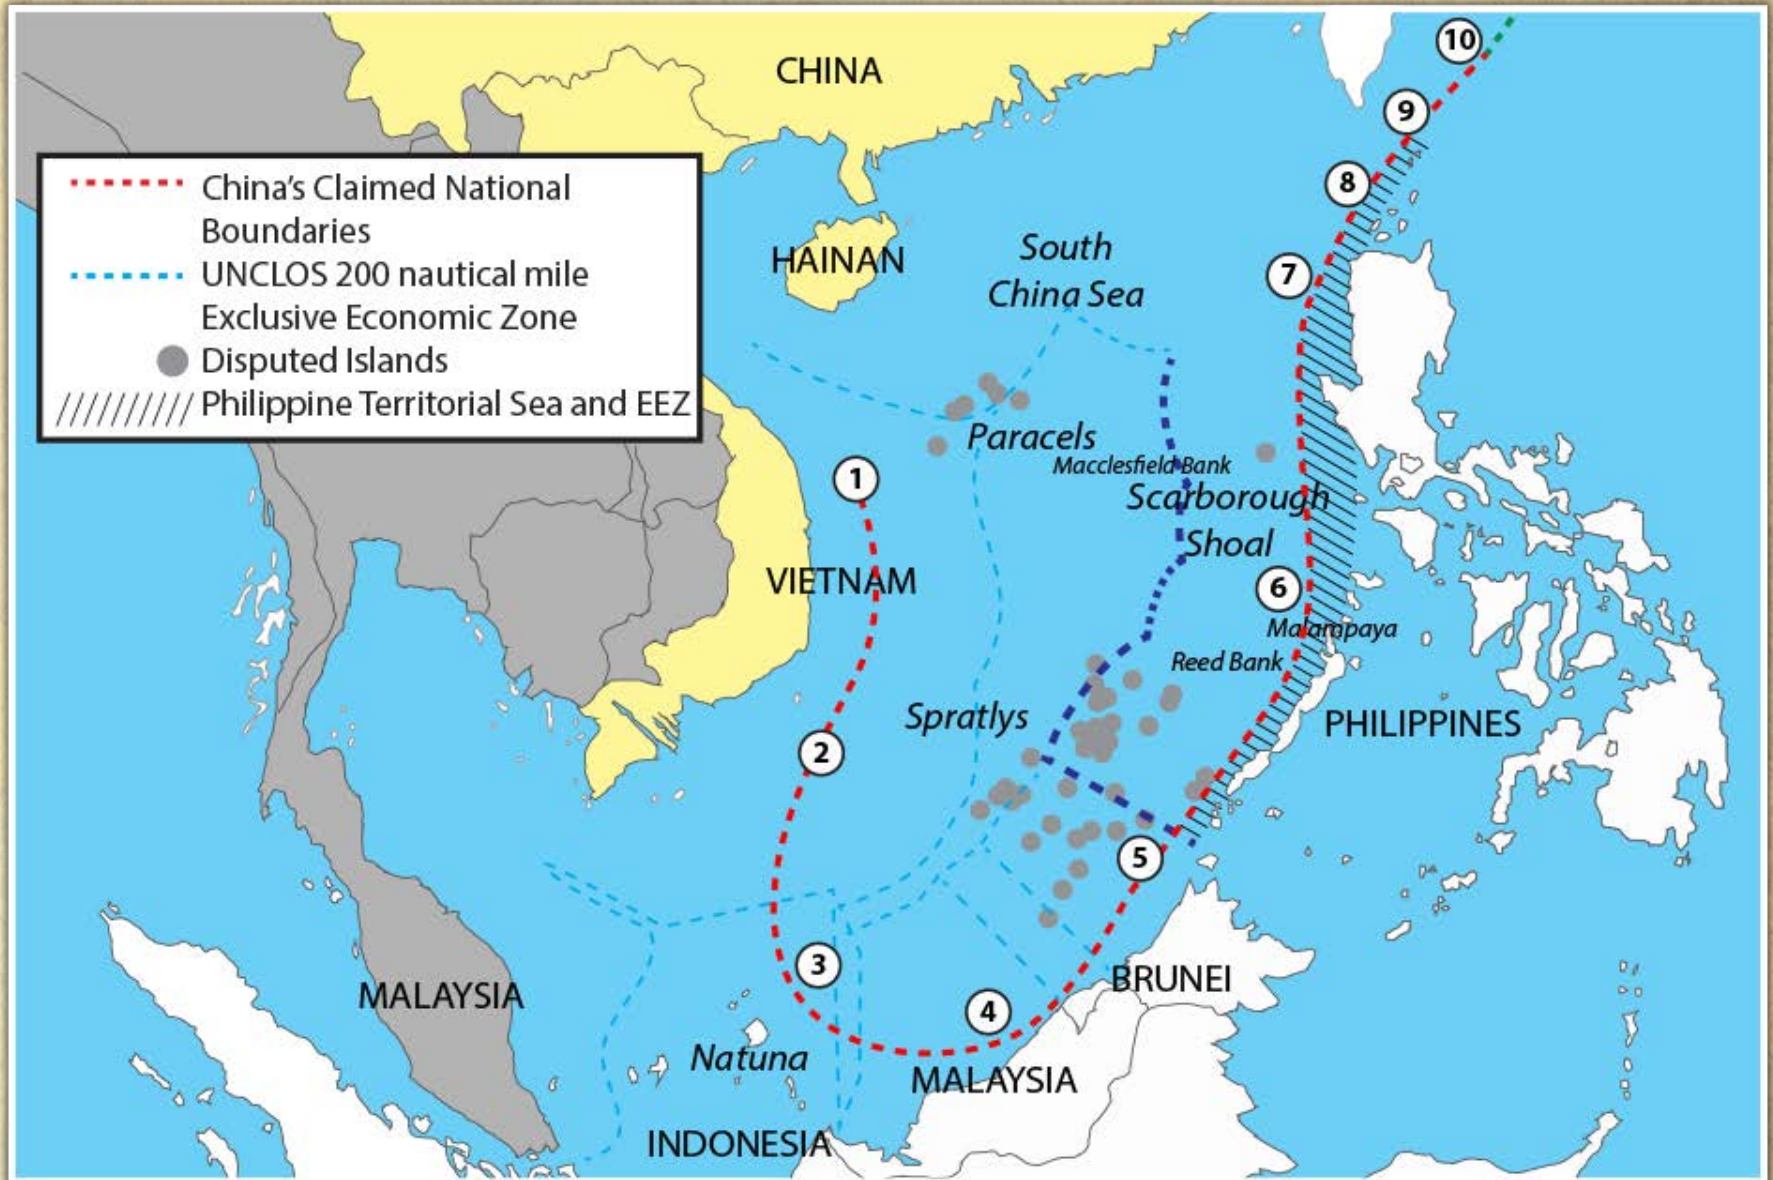 CHINA
10
9
China's Claimed National
Boundaries
UNCLOS 200 nautical mile
Exclusive Economic Zone
Disputed Islands
Philippine Territorial Sea and EEZ
8
HAINAN
South
China Sea
7
Paracels
Macclesfield Bank
1
Scarborough
Shoal
VIETNAM
6
Malampaya
Reed Bank
Spratlys
PHILIPPINES
2
5
3
BRUNEI
MALAYSIA
4
Natuna
MALAYSIA
INDONESIA